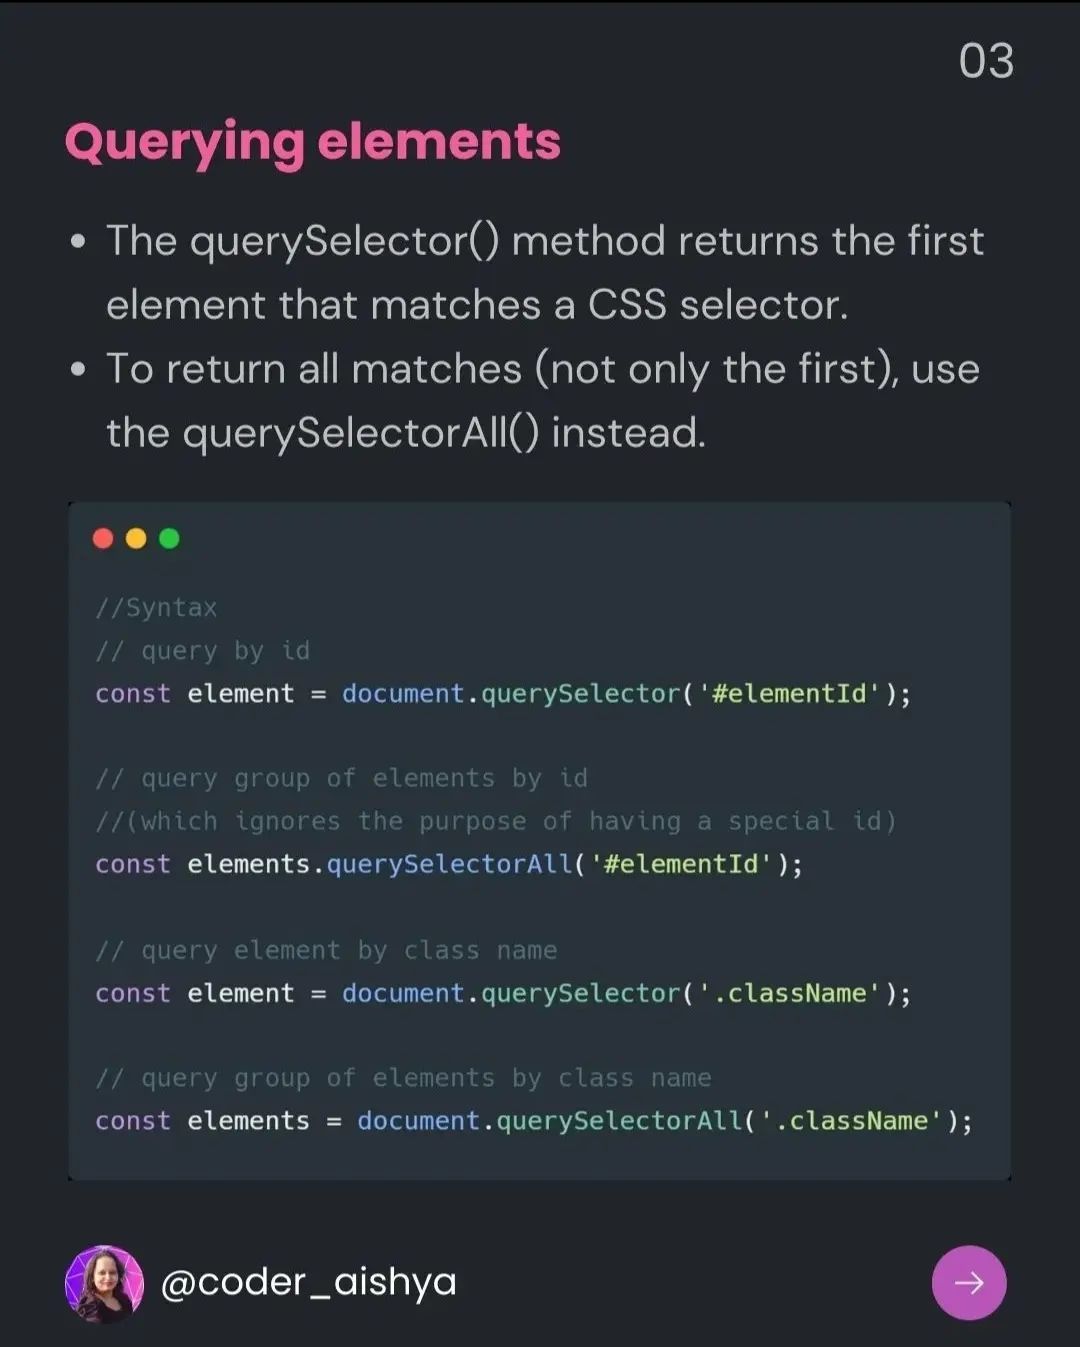 03
Querying elements
• The querySelector() method returns the first
element that matches a CSS selector.
• To return all matches (not only the first), use
the querySelectorAll() instead.
//Syntax
// query by id
const element = document.querySelector('#elementId');
// query group of elements by id
//(which ignores the purpose of having a special id)
const elements.querySelectorAll('#elementId');
// query element by class name
const element = document.querySelector('.className');
// query group of elements by class name
const elements = document.querySelectorAll('.className');
@coder_aishya